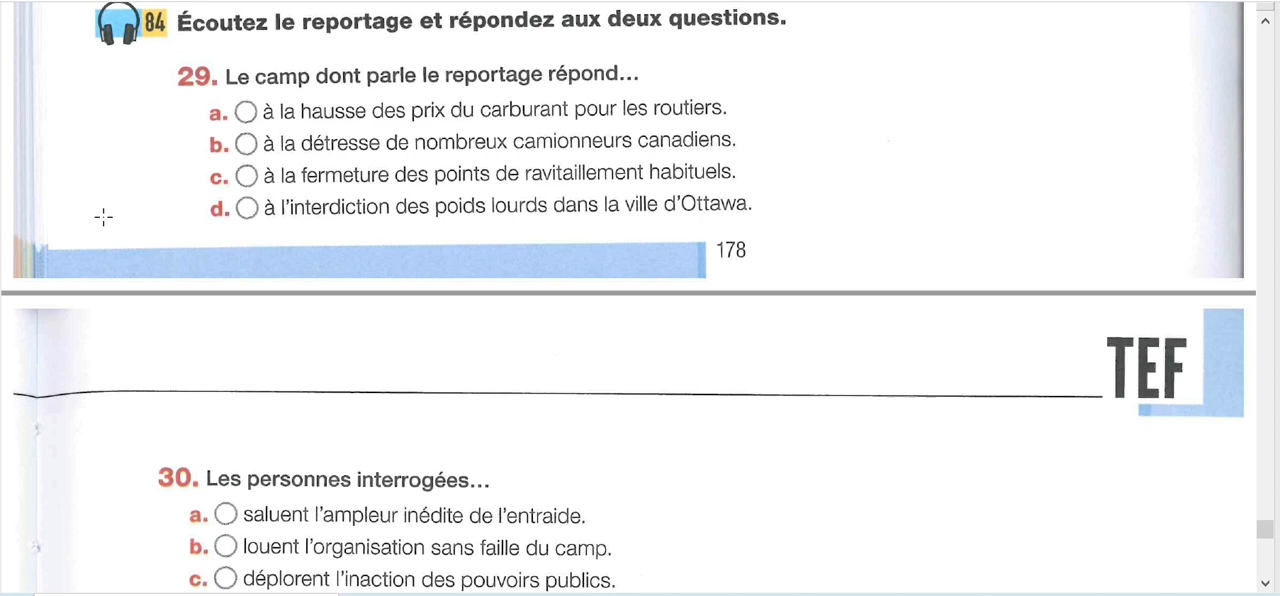 84 Écoutez le reportage et répondez aux deux questions.
29. Le camp dont parle le reportage répond...
a. à la hausse des prix du carburant pour les routiers.
b. à la détresse de nombreux camionneurs canadiens.
c. à la fermeture des points de ravitaillement habituels.
d. à l'interdiction des poids lourds dans la ville d'Ottawa.
178
TEF
30. Les personnes interrogées...
a. saluent l'ampleur inédite de l'entraide.
b. louent l'organisation sans faille du camp.
c. déplorent l'inaction des pouvoirs publics.